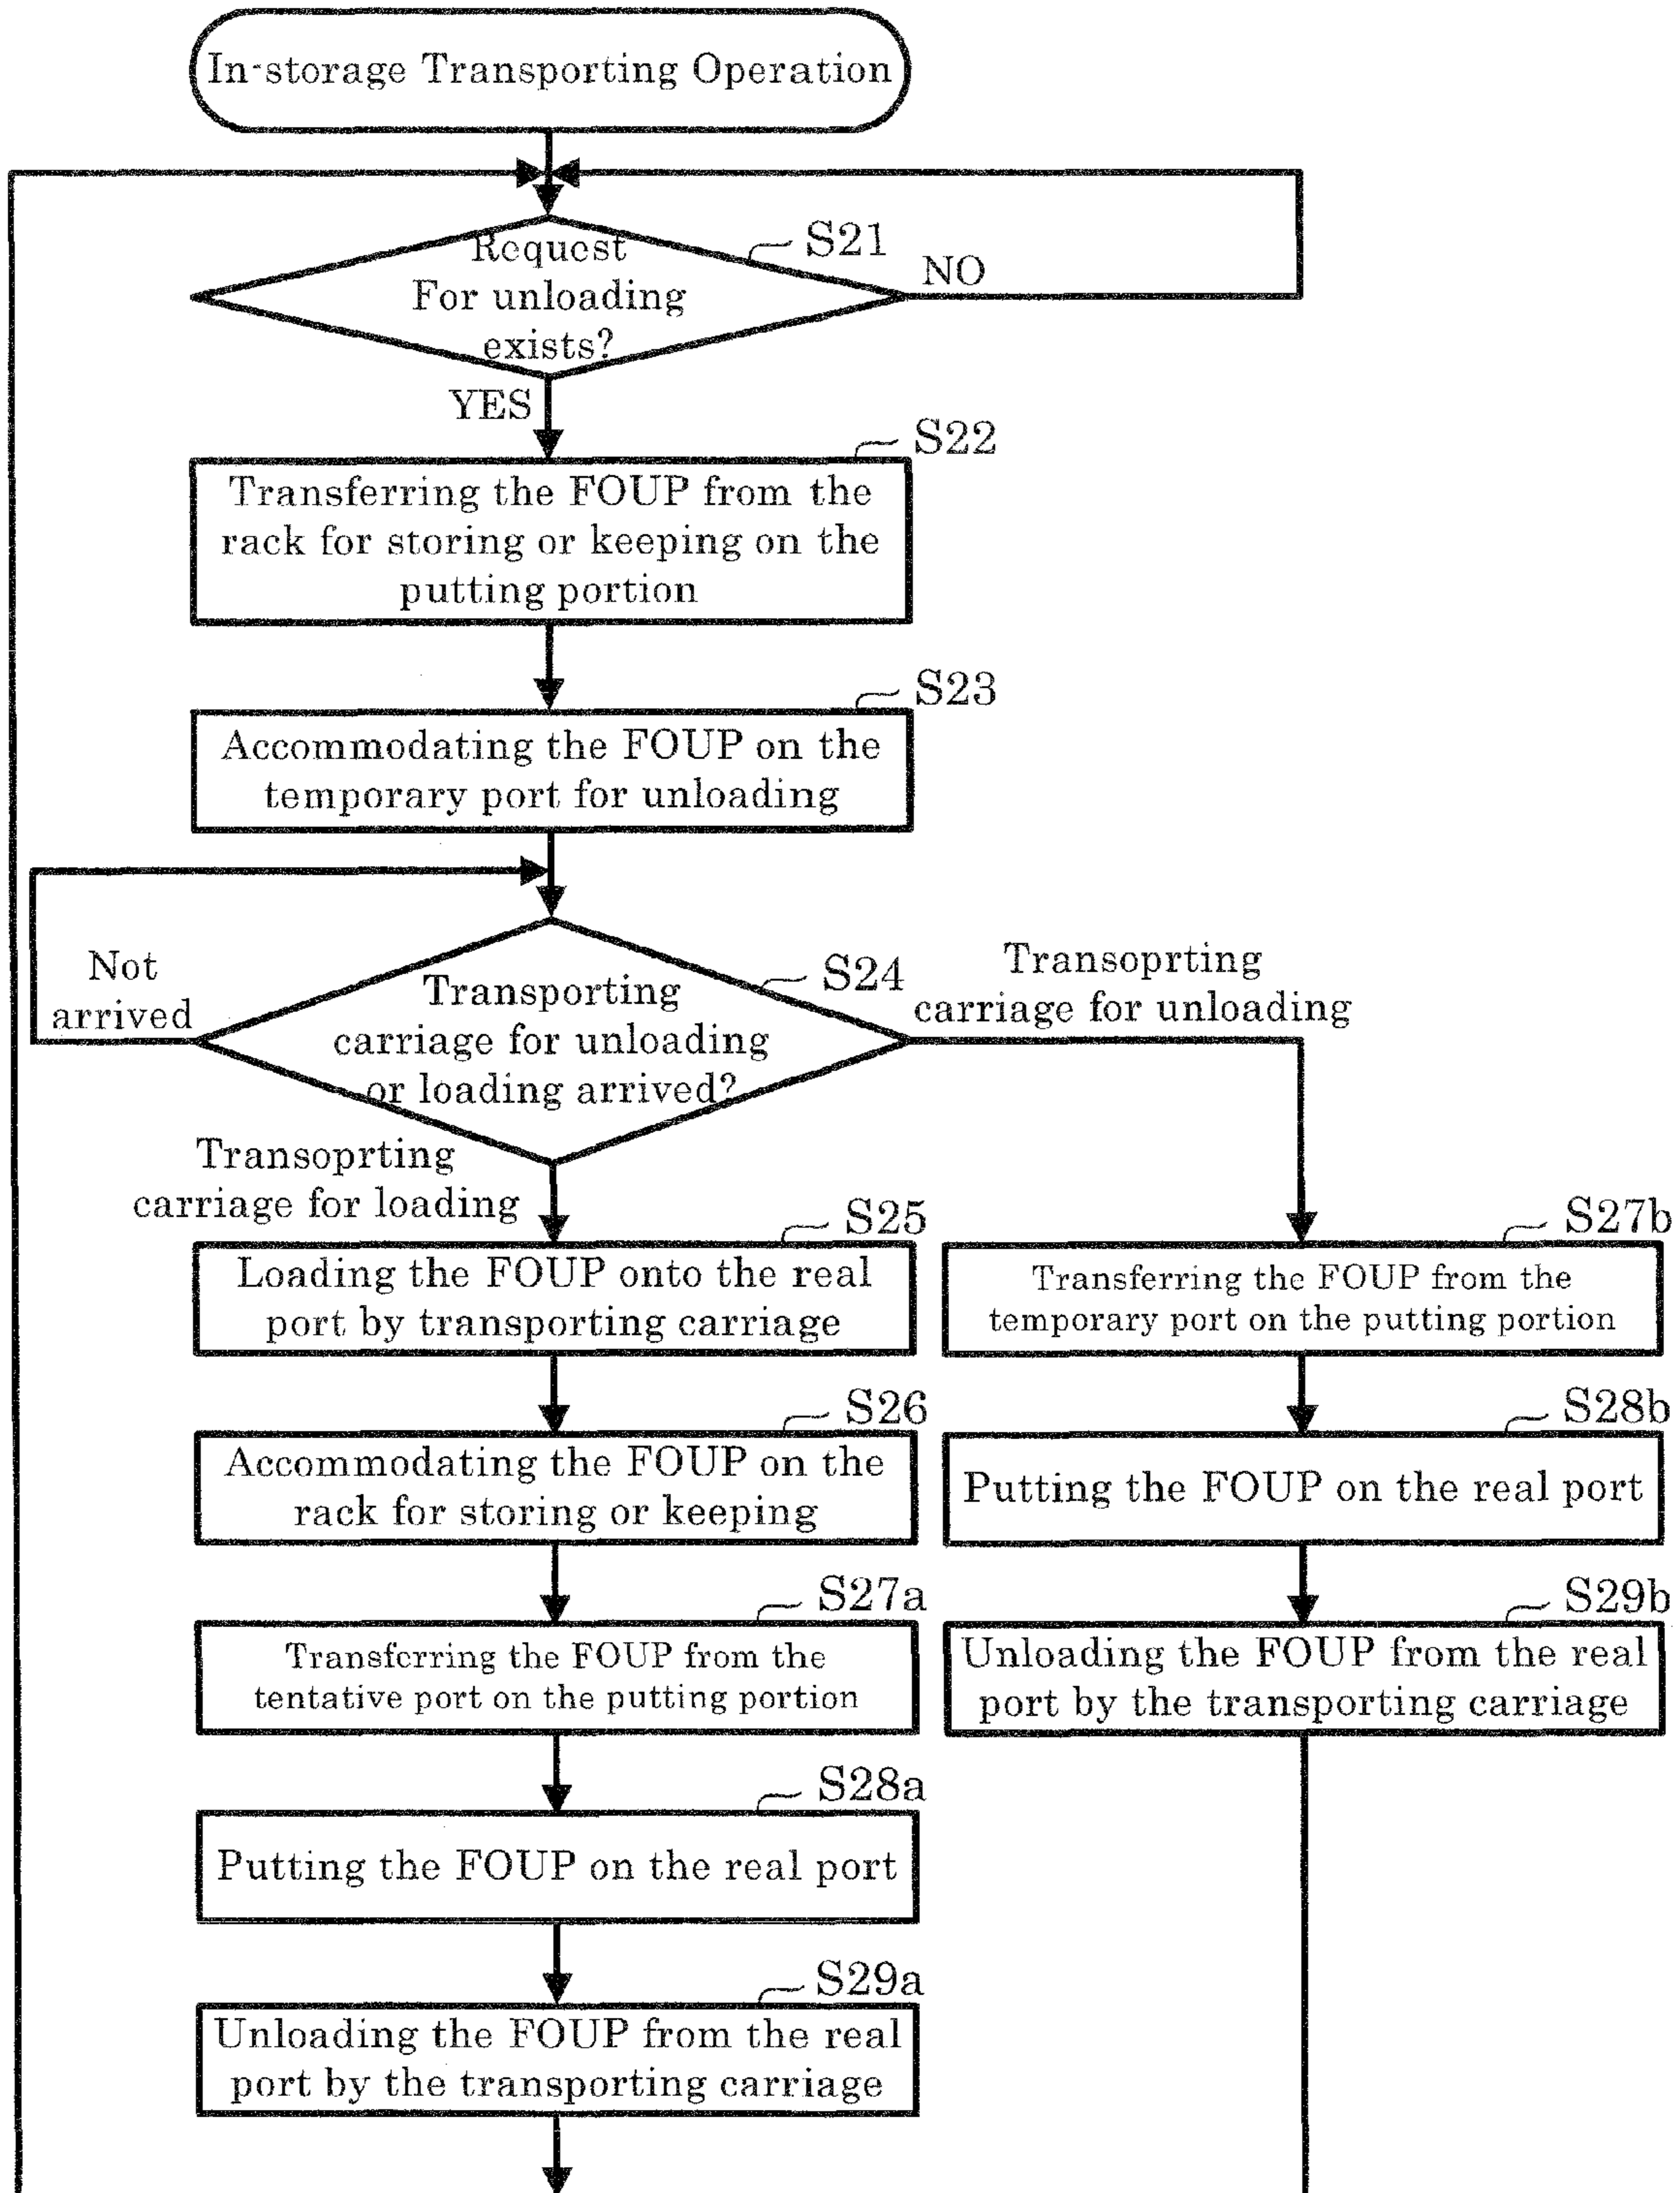 In-storage Transporting Operation
Request
For unloading
exists?
S21
NO
YES
S22
Transferring the FOUP from the
rack for storing or keeping on the
putting portion
S23
Accommodating the FOUP on the
temporary port for unloading
Not
arrived
Transporting
carriage for unloading
or loading arrived?
S24
Transoprting
carriage for unloading
Transoprting
carriage for loading
S25
Loading the FOUP onto the real
port by transporting carriage
S27b
Transferring the FOUP from the
temporary port on the putting portion
S26
Accommodating the FOUP on the
rack for storing or keeping
S28b
Putting the FOUP on the real port
S27a
Transferring the FOUP from the
tentative port on the putting portion
S29b
Unloading the FOUP from the real
port by the transporting carriage
S28a
Putting the FOUP on the real port
S29a
Unloading the FOUP from the real
port by the transporting carriage